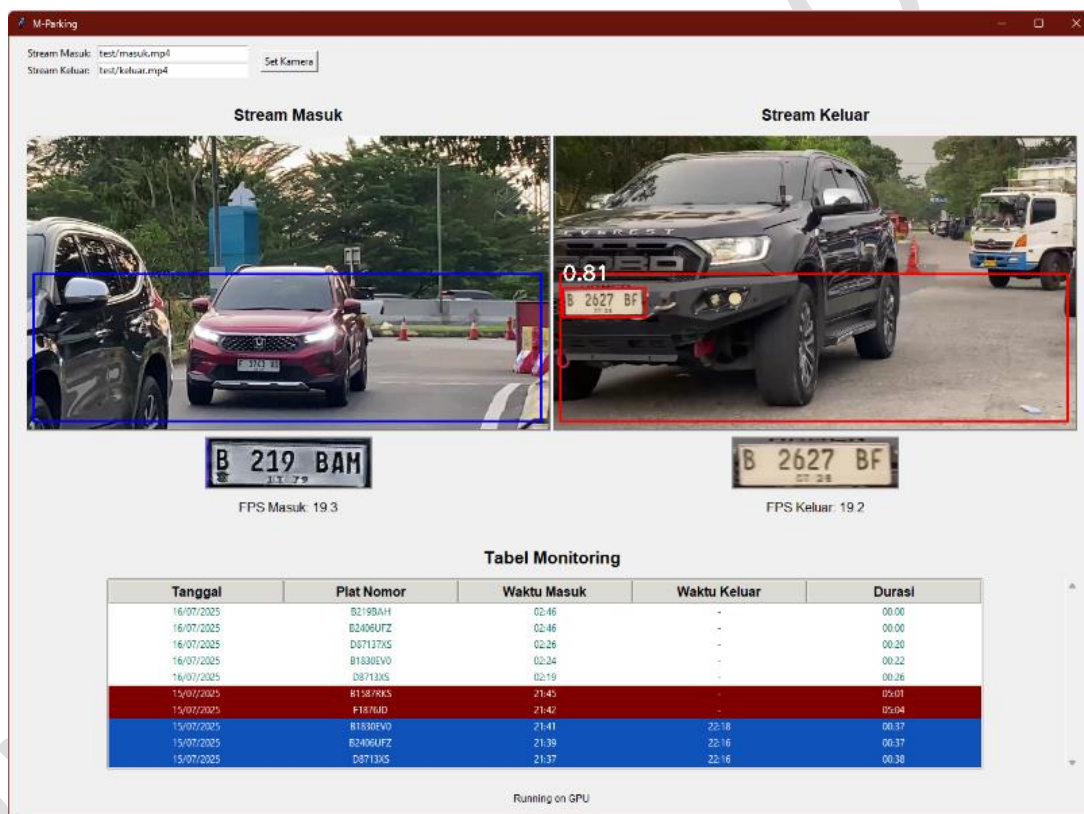 M-Parking
Stream Masuk: test/masuk.mp4
Stream Keluar: test/keluar.mp4
Set Kamera
Stream Masuk
Stream Keluar
EVEREST
FORD
0.81
B 2627 BF
B 219 BAM
B 2627 BF
FPS Masuk: 19.3
FPS Keluar: 19.2
Tabel Monitoring
Tanggal Plat Nomor Waktu Masuk Waktu Keluar Durasi
16/07/2025 B219BAH 02:46 - 00:00
16/07/2025 B2406UFZ 02:46 - 00:00
16/07/2025 D87137XS 02:26 - 00:20
16/07/2025 B1830EV0 02:24 - 00:22
16/07/2025 D8713XS 02:19 - 00:26
15/07/2025 B1587RKS 21:45 - 05:01
15/07/2025 F1876JD 21:42 - 05:04
15/07/2025 B1830EV0 21:41 22:18 00:37
15/07/2025 B2406UFZ 21:39 22:16 00:37
15/07/2025 D8713XS 21:37 22:16 00:38
Running on GPU